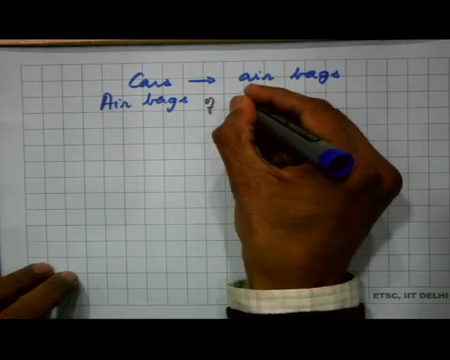 Cars → air bags
Air bags ?
ETSC, IIT DELHI